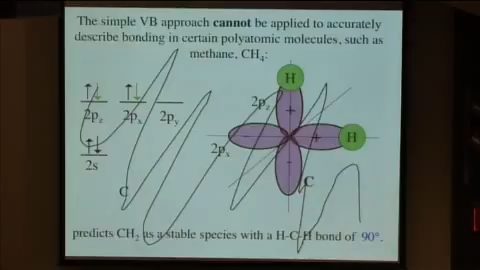 The simple VB approach cannot be applied to accurately
describe bonding in certain polyatomic molecules, such as
methane, CH₄:
H
2pz
2pz 2px 2py
H
2px
2s
C
C
predicts CH₂ as a stable species with a H-C-H bond of 90°.